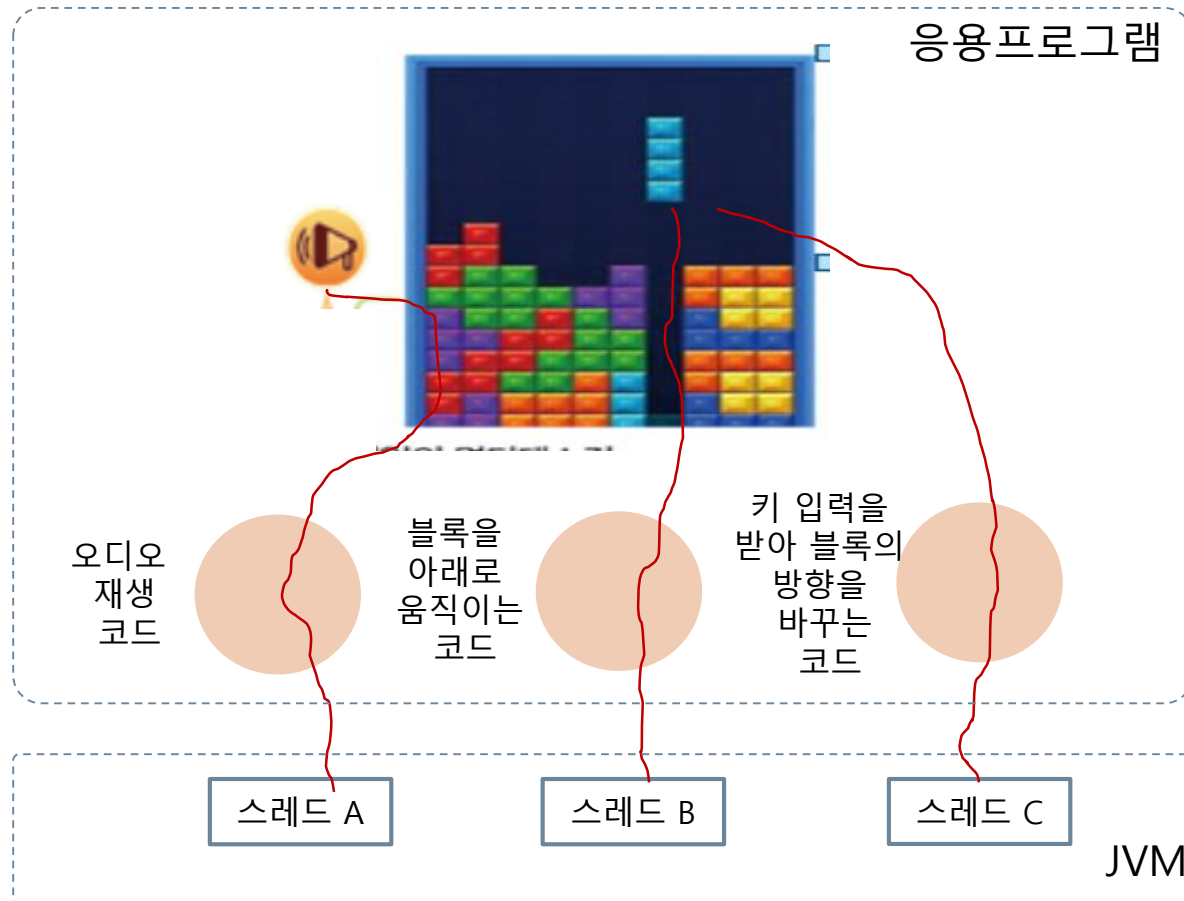 응용프로그램
오디오
재생
코드
블록을
아래로
움직이는
코드
키 입력을
받아 블록의
방향을
바꾸는
코드
스레드 A
스레드 B
스레드 C
JVM